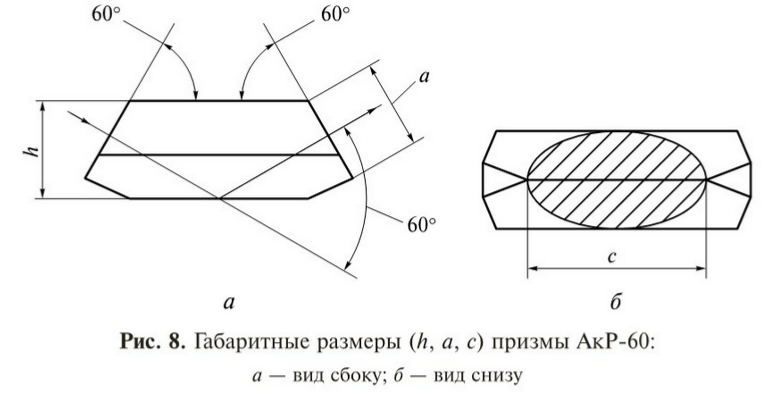 60°
60°
a
h
60°
c
а
б
Рис. 8. Габаритные размеры (h, a, c) призмы АкР-60:
а — вид сбоку; б — вид снизу